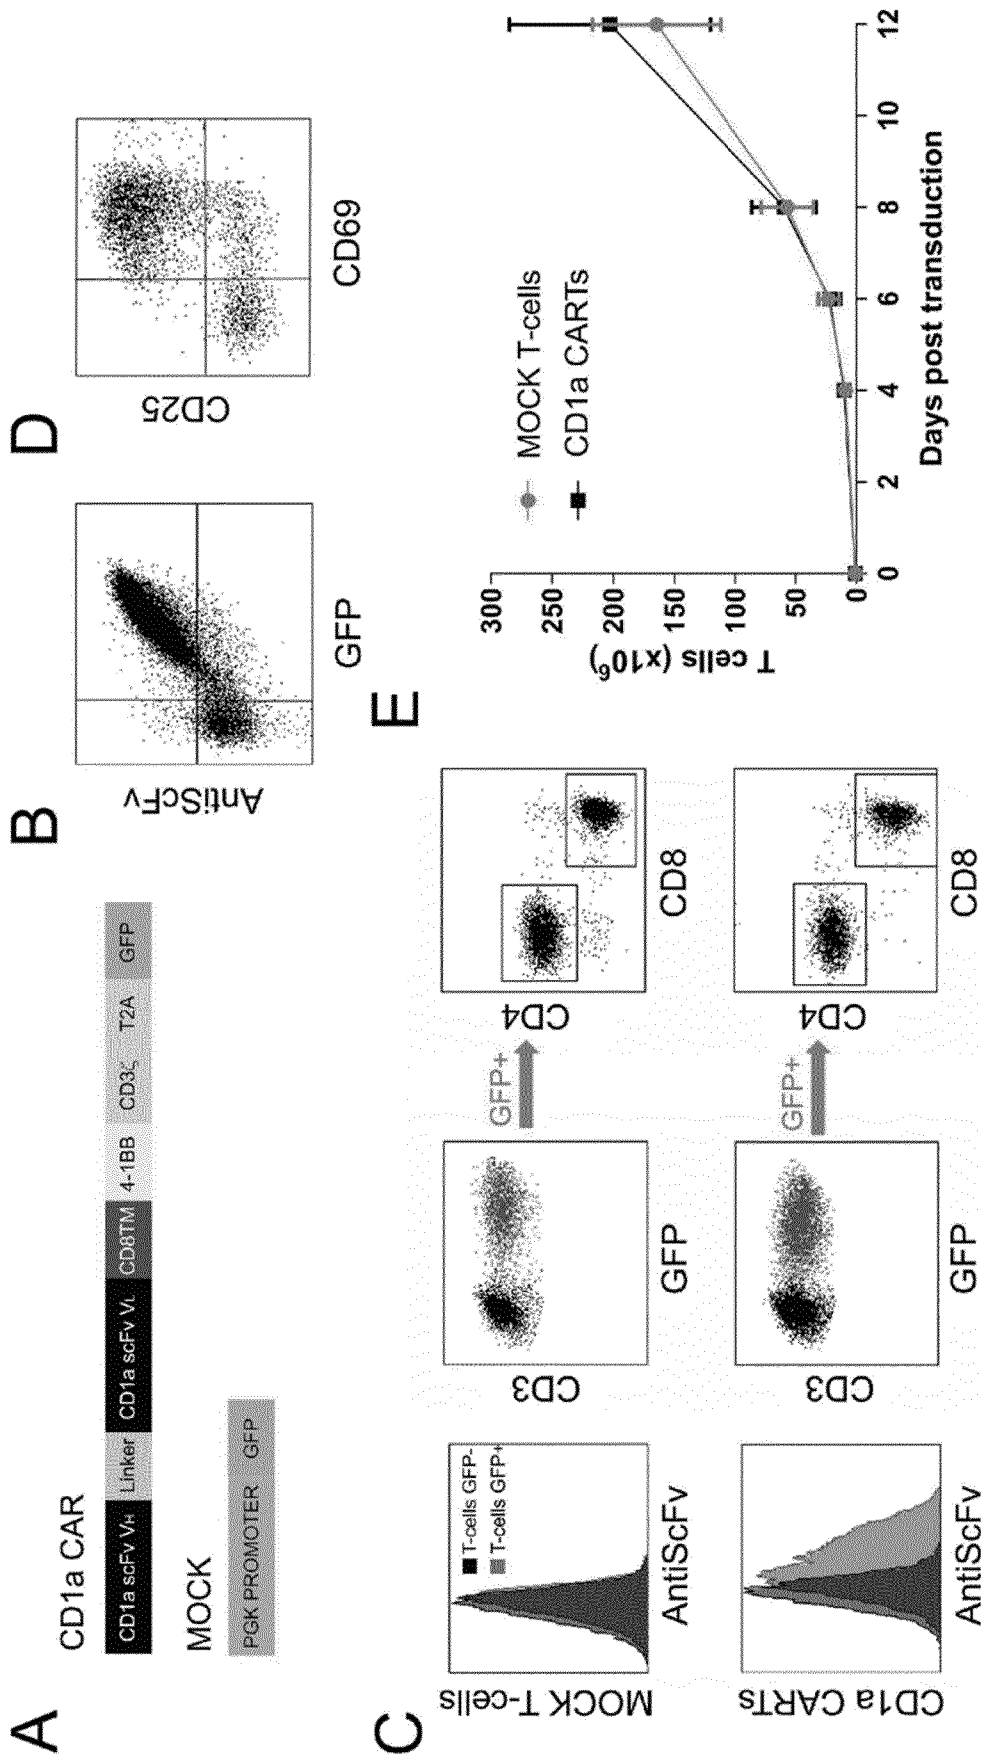 A
CD1a CAR
CD1a scFv VH Linker CD1a scFv VL CD8TM 4-1BB CD3ζ T2A GFP
MOCK
PGK PROMOTER GFP
B
AntiScFv
GFP
D
CD25
CD69
C
MOCK T-cells
T-cells GFP-
T-cells GFP+
AntiScFv
CD3
GFP
GFP+
CD4
CD8
CD1a CARTs
AntiScFv
CD3
GFP
GFP+
CD4
CD8
E
T cells (x10⁶)
300
250
200
150
100
50
0
MOCK T-cells
CD1a CARTs
0 2 4 6 8 10 12
Days post transduction